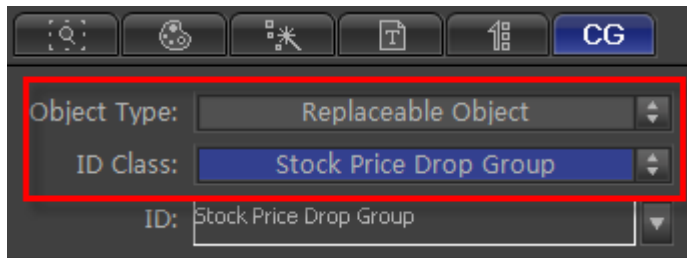 CG
Object Type: Replaceable Object
ID Class: Stock Price Drop Group
ID: Stock Price Drop Group